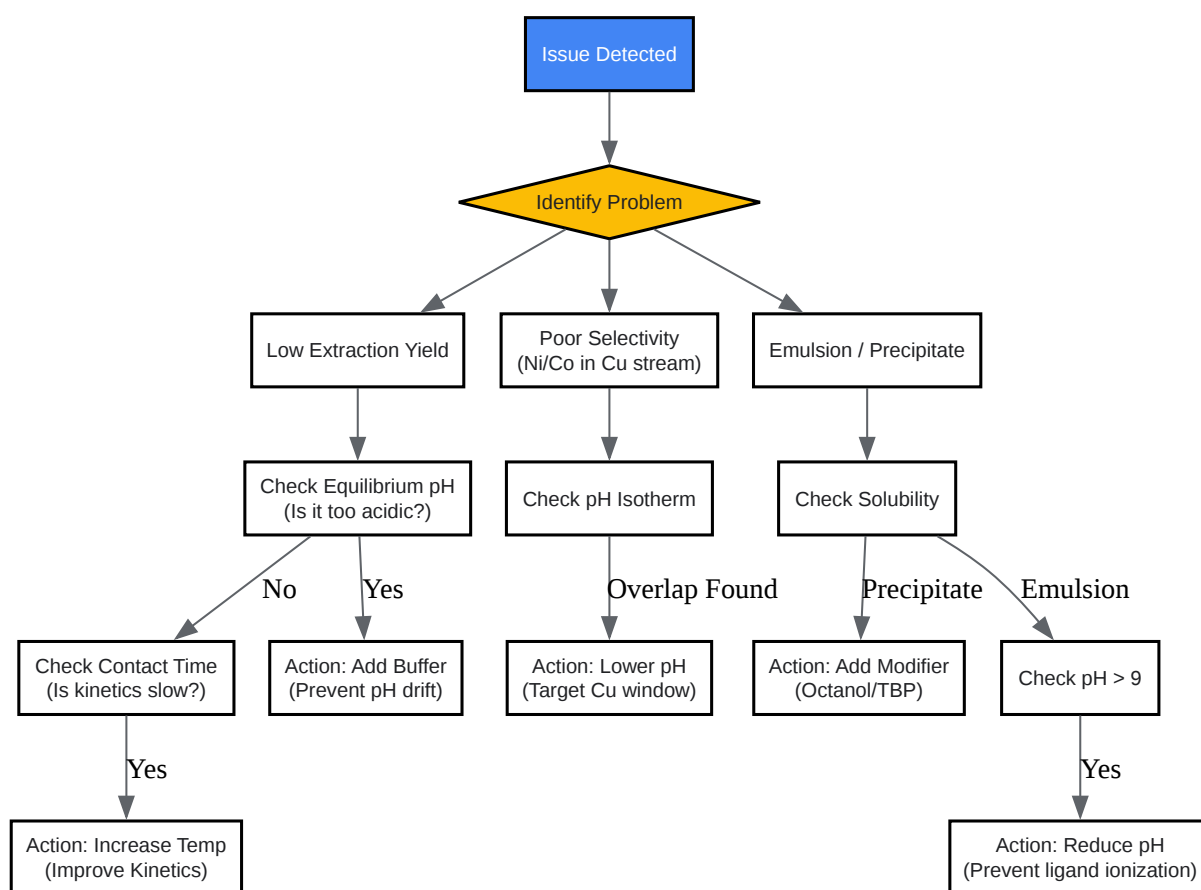 Issue Detected
Identify Problem
Low Extraction Yield
Poor Selectivity
(Ni/Co in Cu stream)
Emulsion / Precipitate
Check Equilibrium pH
(Is it too acidic?)
Check pH Isotherm
Check Solubility
No
Yes
Overlap Found
Precipitate
Emulsion
Check Contact Time
(Is kinetics slow?)
Action: Add Buffer
(Prevent pH drift)
Action: Lower pH
(Target Cu window)
Action: Add Modifier
(Octanol/TBP)
Check pH > 9
Yes
Yes
Action: Increase Temp
(Improve Kinetics)
Action: Reduce pH
(Prevent ligand ionization)